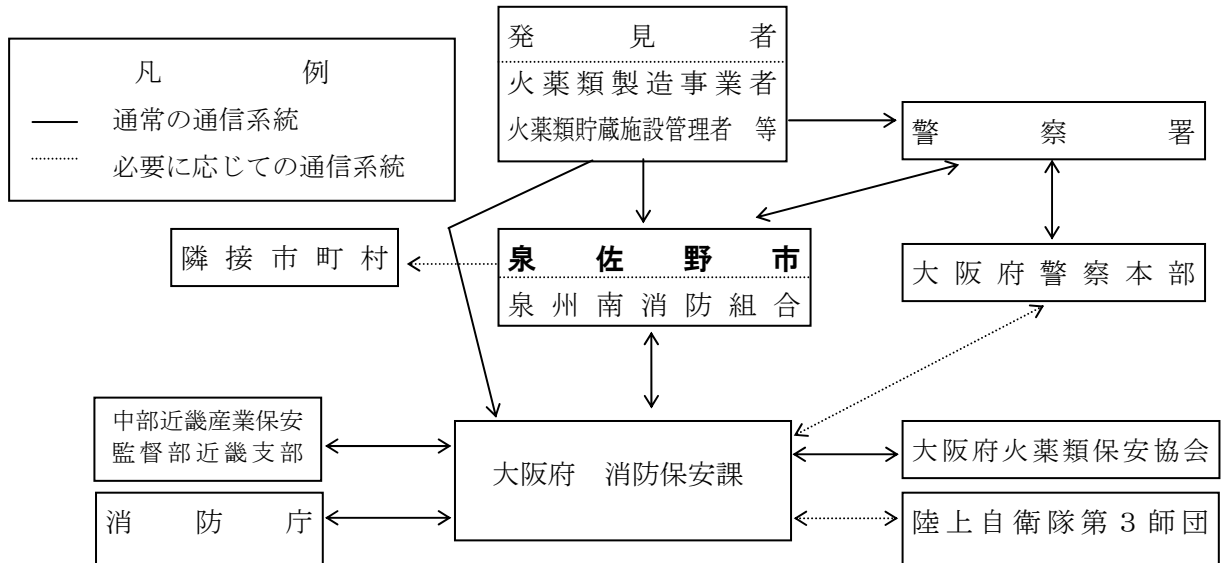 発見者
火薬類製造事業者
火薬類貯蔵施設管理者 等
凡例
通常の通信系統
必要に応じての通信系統
警察署
隣接市町村
泉佐野市
泉州南消防組合
大阪府警察本部
中部近畿産業保安
監督部近畿支部
大阪府 消防保安課
大阪府火薬類保安協会
消防庁
陸上自衛隊第３師団